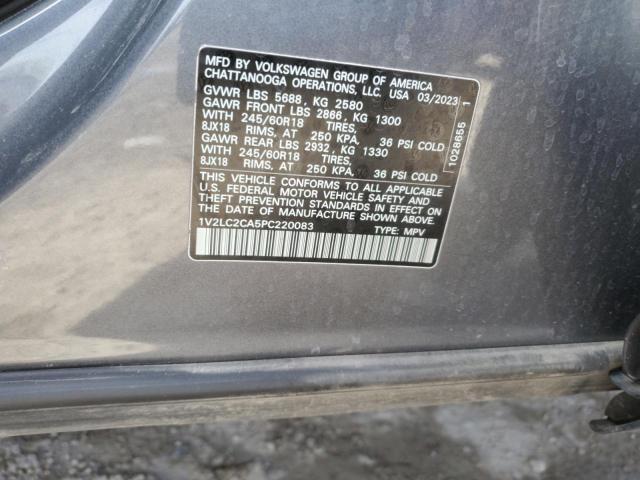 MFD BY VOLKSWAGEN GROUP OF AMERICA
CHATTANOOGA OPERATIONS, LLC. USA 03/2023
GVWR LBS 5688, KG 2580
GAWR FRONT LBS 2866, KG 1300
WITH 245/60R18 TIRES,
8JX18 RIMS, AT 250 KPA, 36 PSI COLD
GAWR REAR LBS 2932, KG 1330
WITH 245/60R18 TIRES,
8JX18 RIMS, AT 250 KPA, 36 PSI COLD
THIS VEHICLE CONFORMS TO ALL APPLICABLE
U.S. FEDERAL MOTOR VEHICLE SAFETY AND
THEFT PREVENTION STANDARDS IN EFFECT ON
THE DATE OF MANUFACTURE SHOWN ABOVE.
1V2LC2CA5PC220083 TYPE: MPV
1028655 1